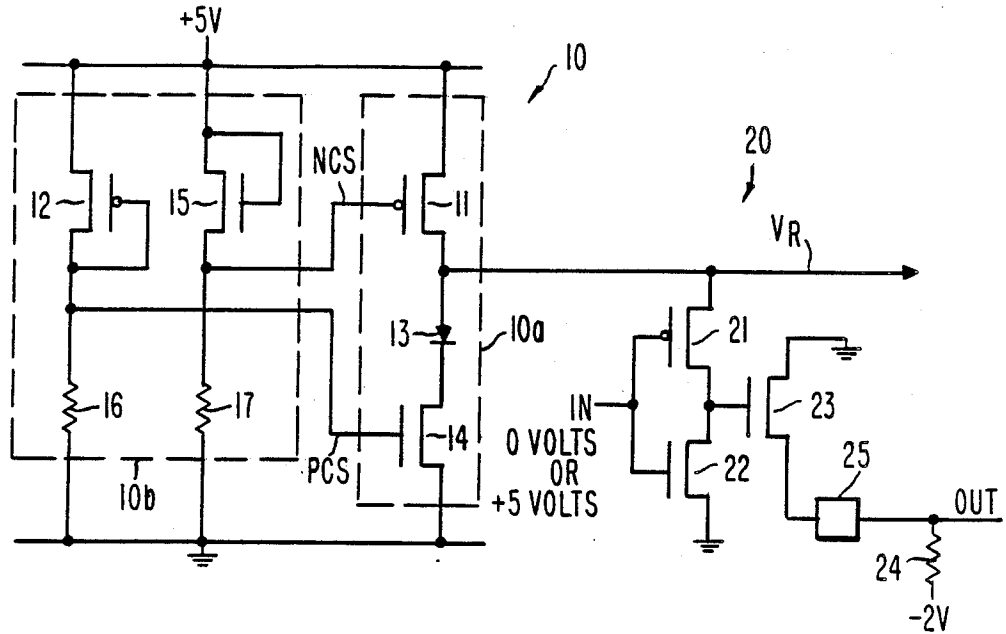 +5V
10
20
NCS
12
15
11
VR
13
10a
21
16
17
IN
0 VOLTS
OR
+5 VOLTS
23
14
22
25
PCS
10b
OUT
24
-2V